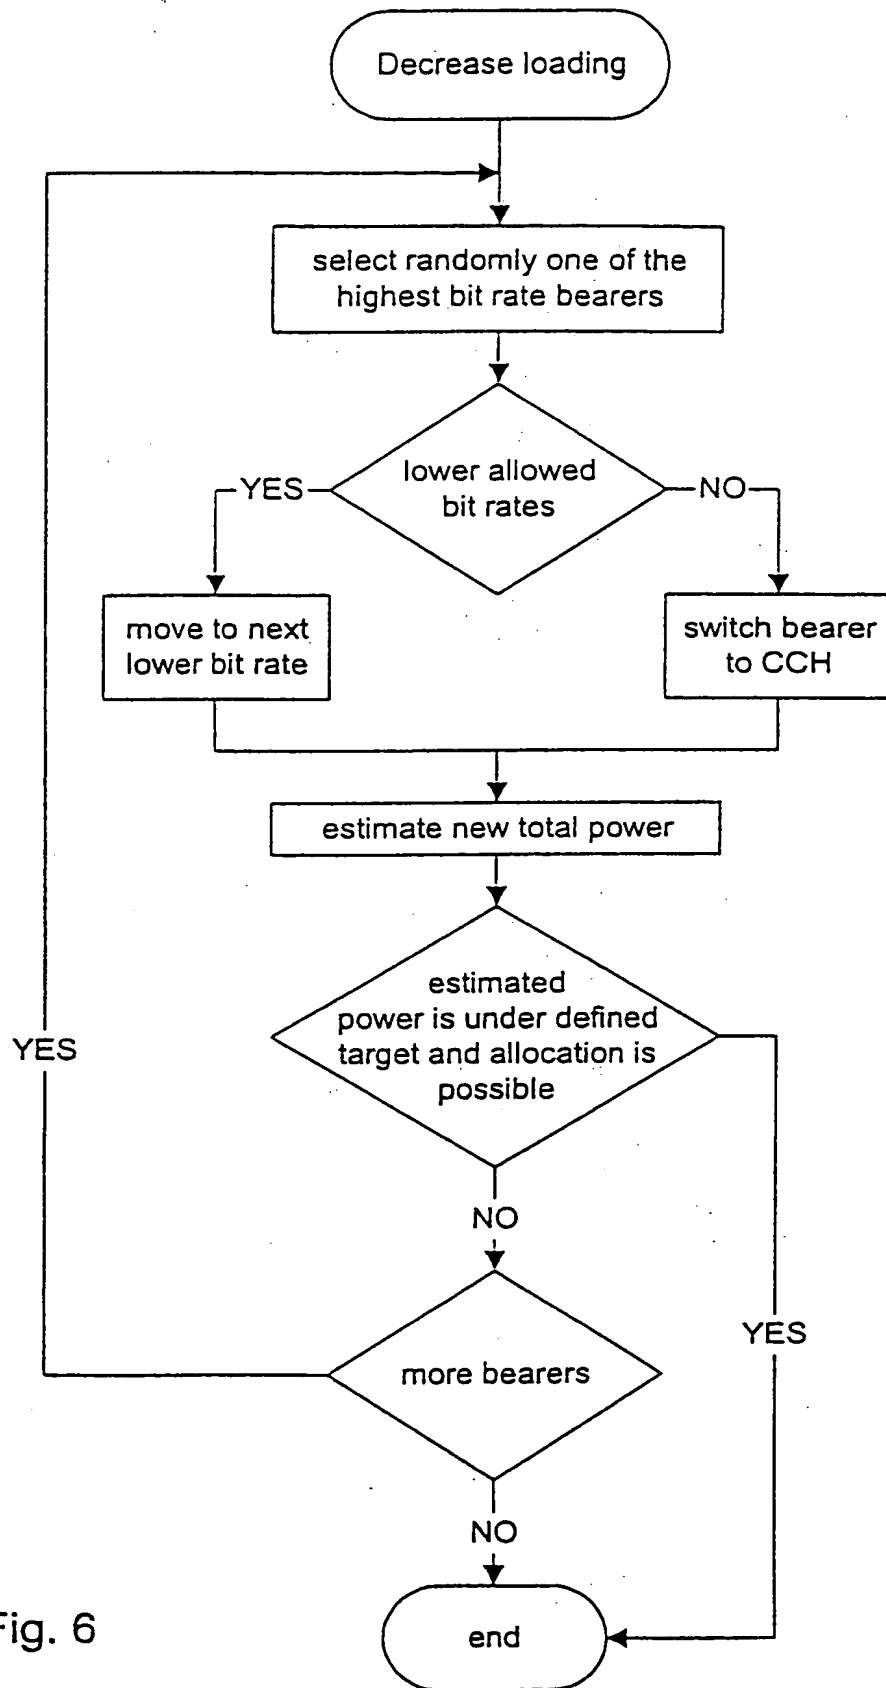 Decrease loading
select randomly one of the
highest bit rate bearers
lower allowed
bit rates
YES
NO
move to next
lower bit rate
switch bearer
to CCH
estimate new total power
estimated
power is under defined
target and allocation is
possible
YES
NO
YES
more bearers
NO
end
Fig. 6